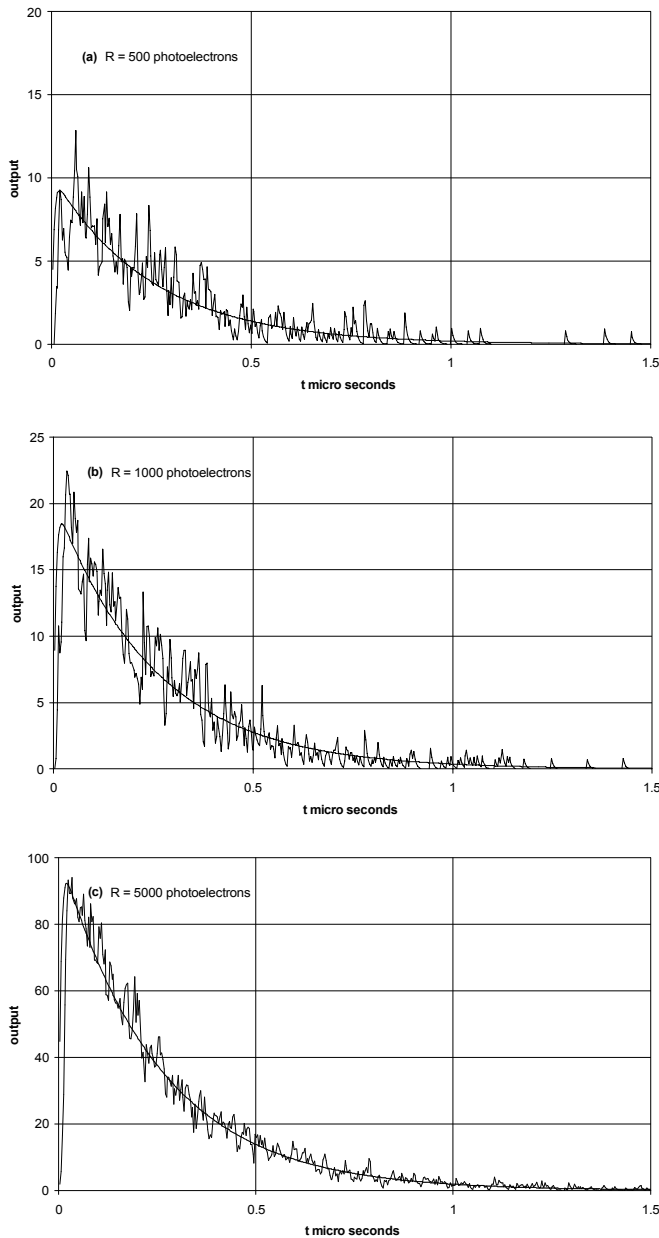 20
(a) R = 500 photoelectrons
15
output
10
5
0
0 0.5 1 1.5
t micro seconds
25
(b) R = 1000 photoelectrons
20
15
output
10
5
0
0 0.5 1 1.5
t micro seconds
100
(c) R = 5000 photoelectrons
80
60
output
40
20
0
0 0.5 1 1.5
t micro seconds